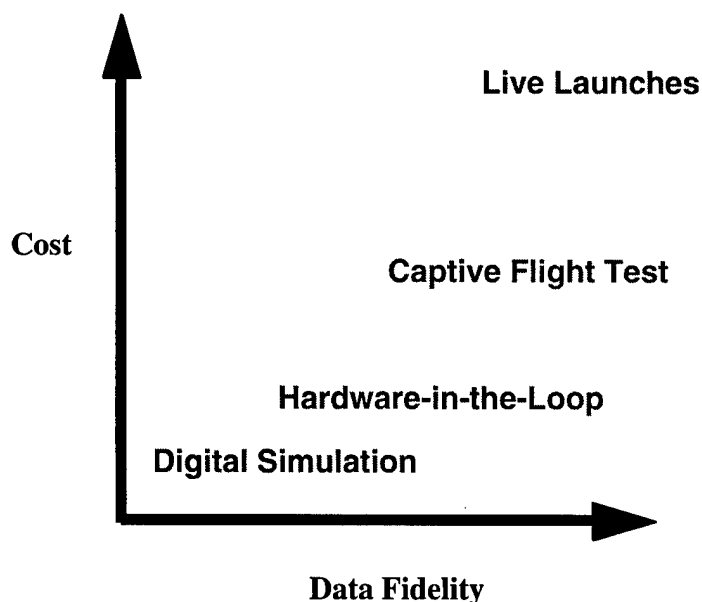 Live Launches
Cost
Captive Flight Test
Hardware-in-the-Loop
Digital Simulation
Data Fidelity